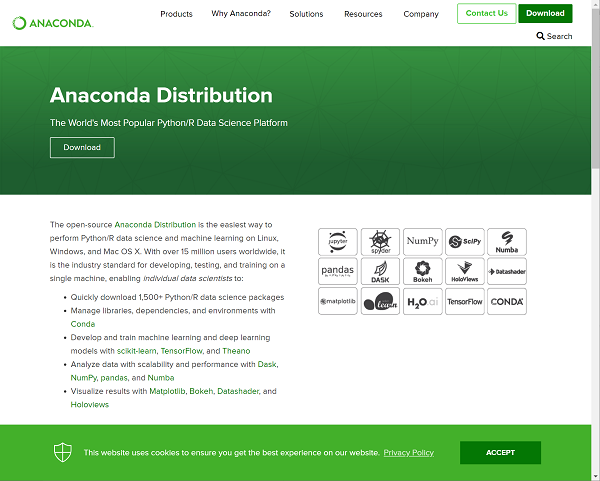 ANACONDA.
Products
Why Anaconda?
Solutions
Resources
Company
Contact Us
Download
Search
Anaconda Distribution
The World's Most Popular Python/R Data Science Platform
Download
The open-source Anaconda Distribution is the easiest way to
perform Python/R data science and machine learning on Linux,
Windows, and Mac OS X. With over 15 million users worldwide, it
is the industry standard for developing, testing, and training on a
single machine, enabling individual data scientists to:
• Quickly download 1,500+ Python/R data science packages
• Manage libraries, dependencies, and environments with
Conda
• Develop and train machine learning and deep learning
models with scikit-learn, TensorFlow, and Theano
• Analyze data with scalability and performance with Dask,
NumPy, pandas, and Numba
• Visualize results with Matplotlib, Bokeh, Datashader, and
Holoviews
jupyter
spyder
NumPy
SciPy
Numba
pandas
DASK
Bokeh
HoloViews
Datashader
matplotlib
learn
H2O.ai
TensorFlow
CONDA
This website uses cookies to ensure you get the best experience on our website. Privacy Policy
ACCEPT